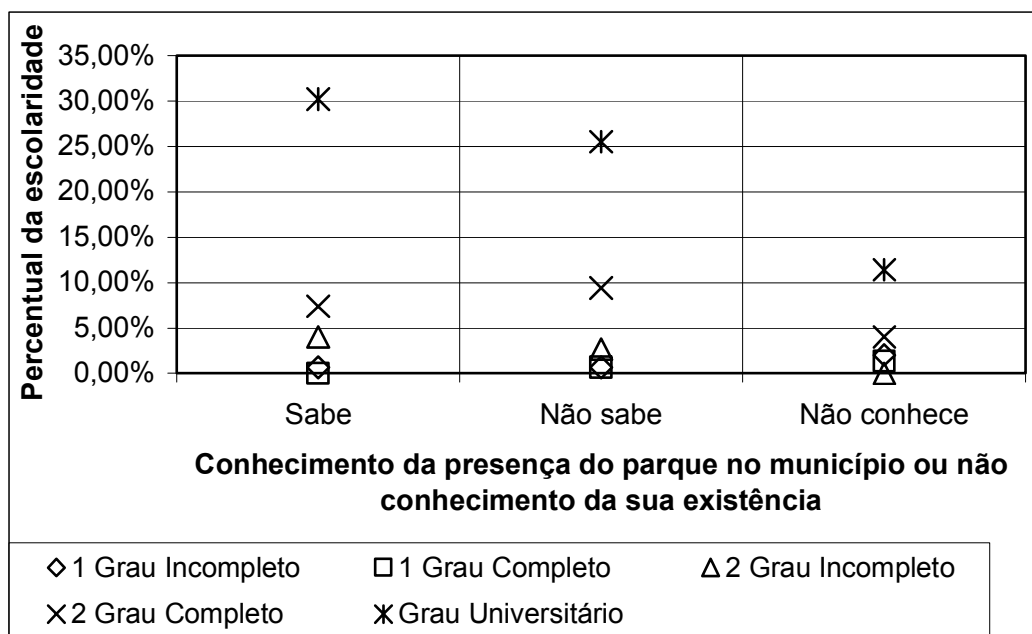 Percentual da escolaridade
35,00%
30,00%
25,00%
20,00%
15,00%
10,00%
5,00%
0,00%
Sabe Não sabe Não conhece
Conhecimento da presença do parque no município ou não
conhecimento da sua existência
1 Grau Incompleto 1 Grau Completo 2 Grau Incompleto
2 Grau Completo Grau Universitário